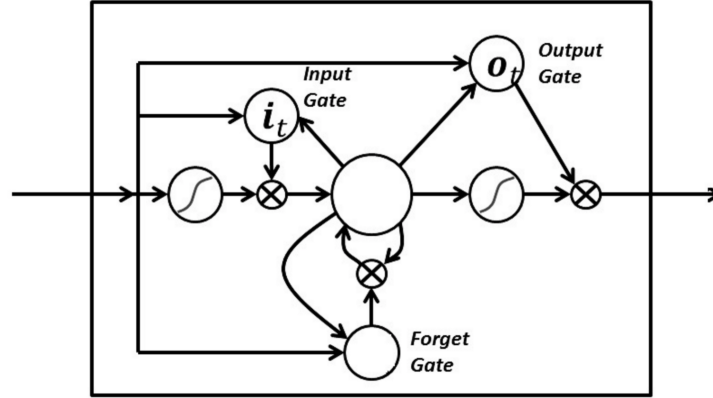 Input
Gate
i_t
o_t
Output
Gate
Forget
Gate